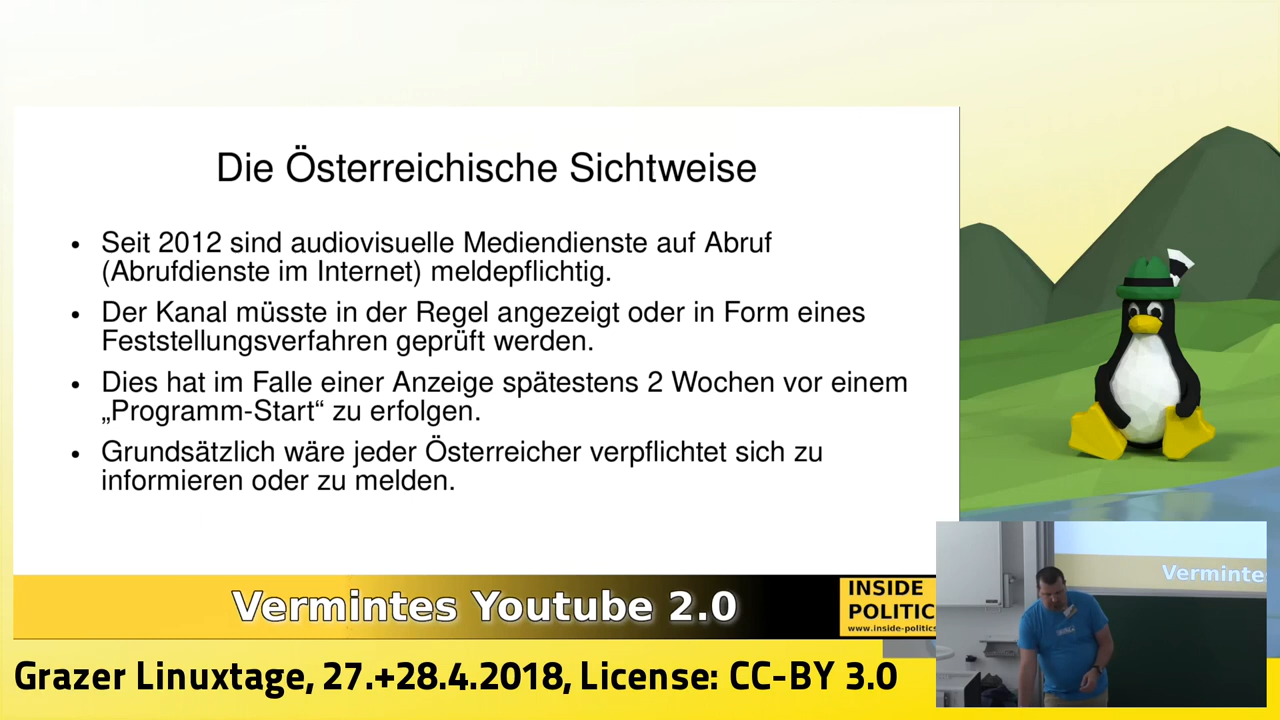 Die Österreichische Sichtweise
• Seit 2012 sind audiovisuelle Mediendienste auf Abruf
(Abrufdienste im Internet) meldepflichtig.
• Der Kanal müsste in der Regel angezeigt oder in Form eines
Feststellungsverfahren geprüft werden.
• Dies hat im Falle einer Anzeige spätestens 2 Wochen vor einem
„Programm-Start“ zu erfolgen.
• Grundsätzlich wäre jeder Österreicher verpflichtet sich zu
informieren oder zu melden.
Vermintes Youtube 2.0
INSIDE
POLITIC
www.inside-politics
Verminte
Grazer Linuxtage, 27.+28.4.2018, License: CC-BY 3.0